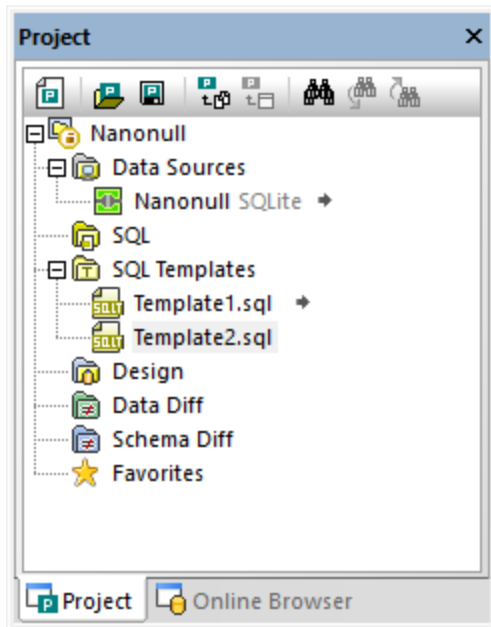 Project
Nanonull
Data Sources
Nanonull SQLite
SQL
SQL Templates
Template1.sql
Template2.sql
Design
Data Diff
Schema Diff
Favorites
Project Online Browser